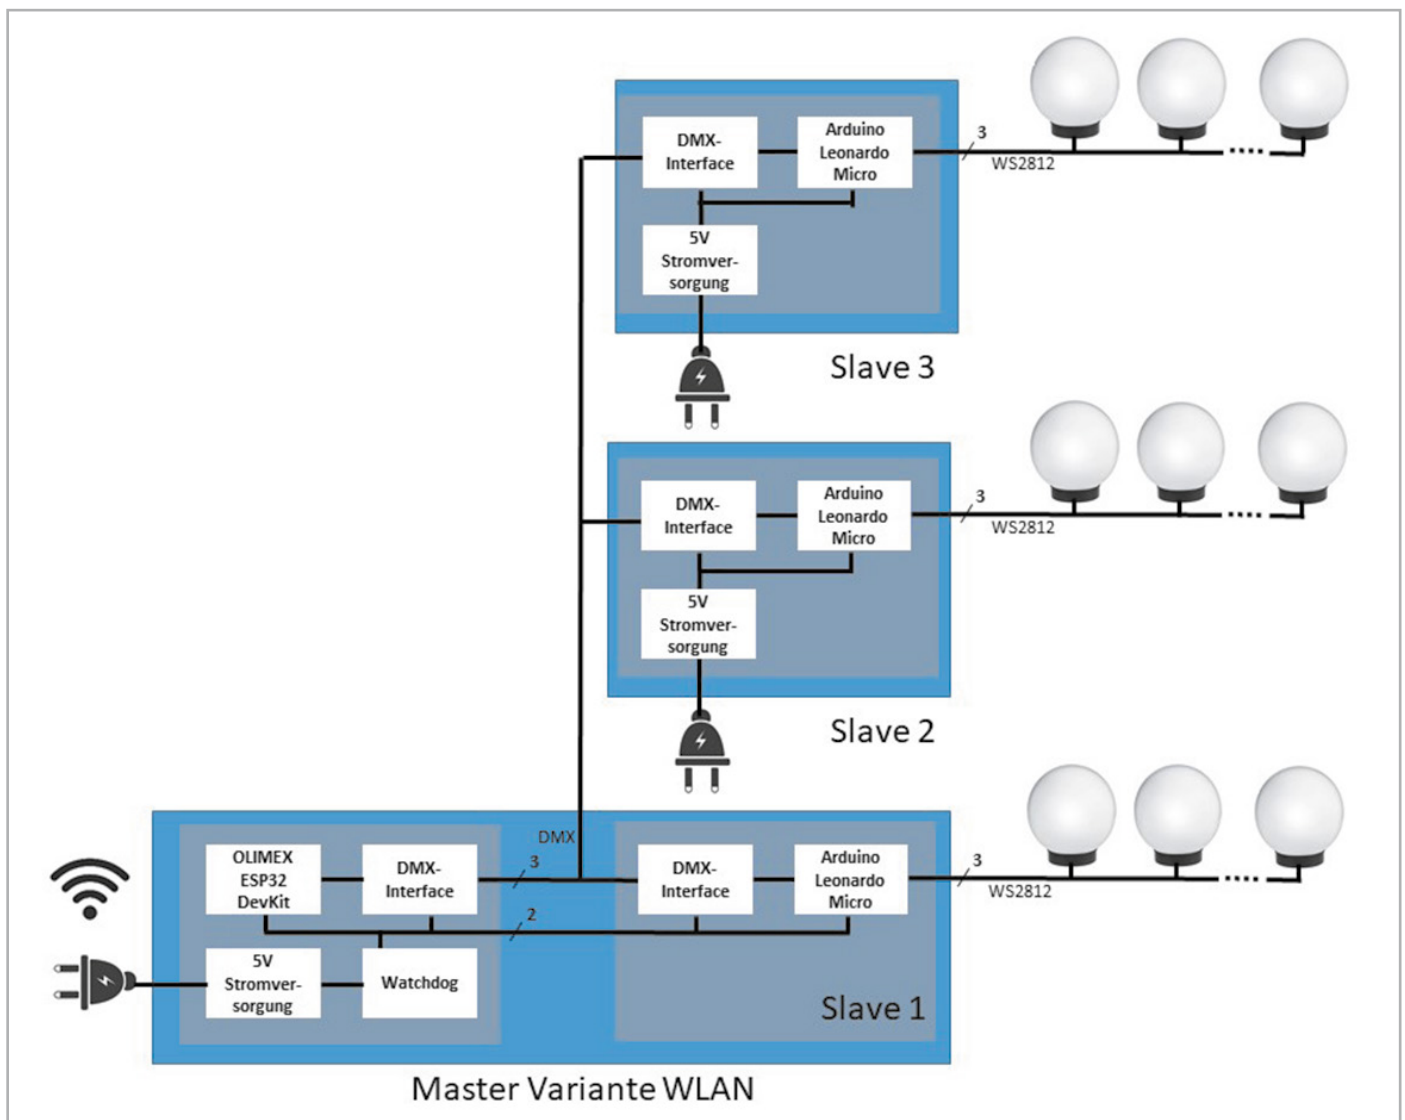 DMX-
Interface
Arduino
Leonardo
Micro
3
WS2812
5V
Stromver-
sorgung
Slave 3
DMX-
Interface
Arduino
Leonardo
Micro
3
WS2812
5V
Stromver-
sorgung
Slave 2
DMX
OLIMEX
ESP32
DevKit
DMX-
Interface
3
DMX-
Interface
Arduino
Leonardo
Micro
3
WS2812
2
5V
Stromver-
sorgung
Watchdog
Slave 1
Master Variante WLAN